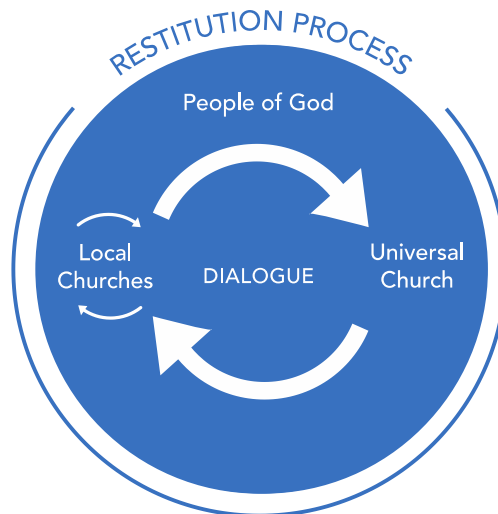 RESTITUTION PROCESS
People of God
Local
Churches
DIALOGUE
Universal
Church